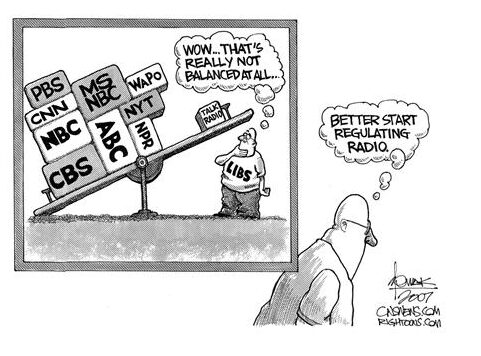 WOW...THAT'S
REALLY NOT
BALANCED AT ALL...
PBS
CNN
NBC
CBS
MS
NBC
ABC
WAPO
NYT
NPR
TALK
RADIO
LIBS
BETTER START
REGULATING
RADIO.
2007
CNSNEWS.COM
RIGHTOONS.COM